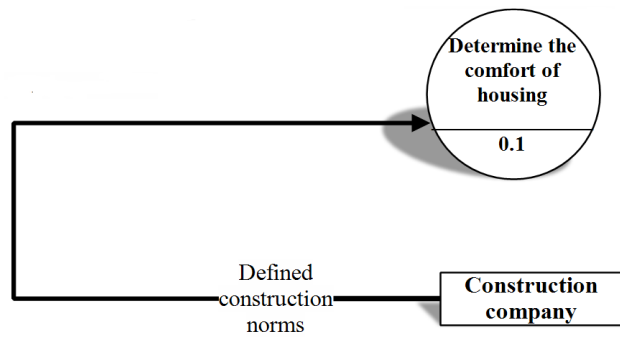 Determine the
comfort of
housing
0.1
Defined
construction
norms
Construction
company